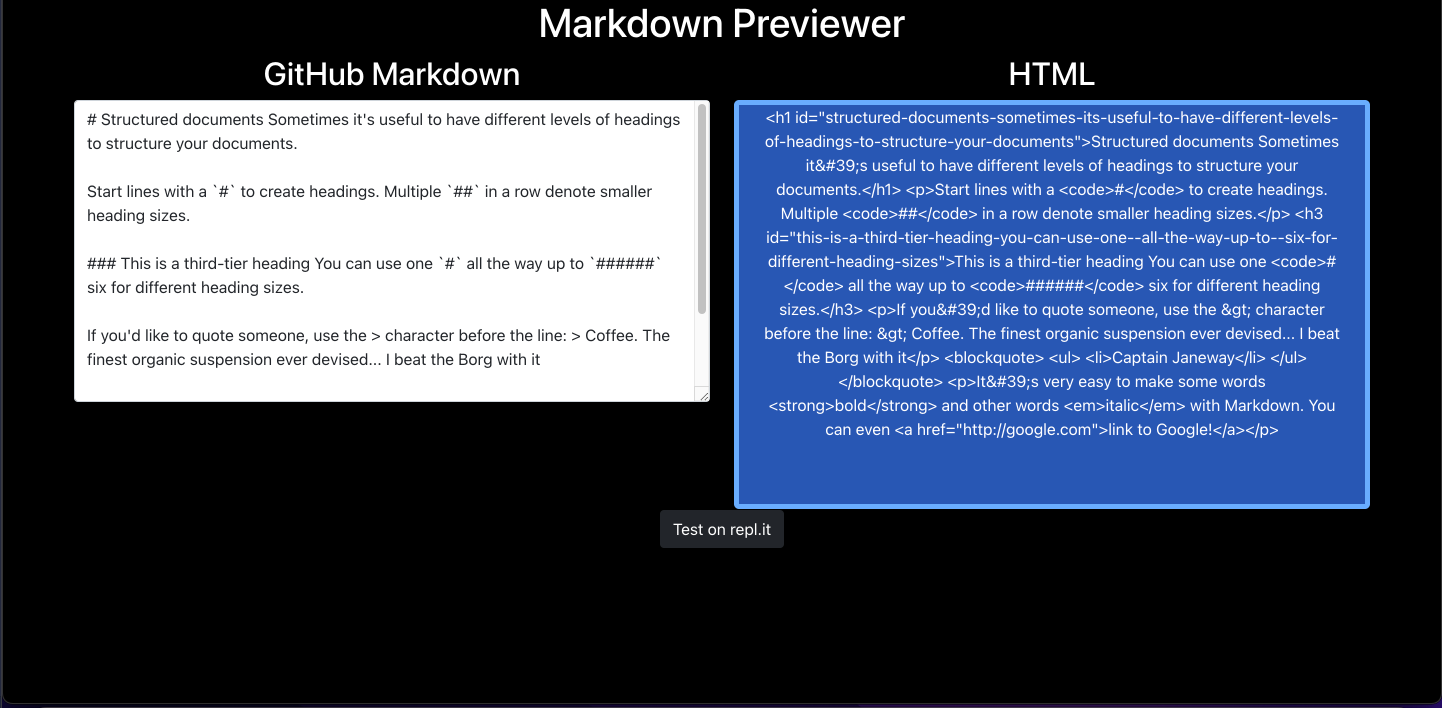 Markdown Previewer
GitHub Markdown
# Structured documents Sometimes it's useful to have different levels of headings
to structure your documents.
Start lines with a `#` to create headings. Multiple `##` in a row denote smaller
heading sizes.
### This is a third-tier heading You can use one `#` all the way up to `######`
six for different heading sizes.
If you'd like to quote someone, use the > character before the line: > Coffee. The
finest organic suspension ever devised... I beat the Borg with it
HTML
<h1 id="structured-documents-sometimes-its-useful-to-have-different-levels-
of-headings-to-structure-your-documents">Structured documents Sometimes
it&#39;s useful to have different levels of headings to structure your
documents.</h1> <p>Start lines with a <code>#</code> to create headings.
Multiple <code>##</code> in a row denote smaller heading sizes.</p> <h3
id="this-is-a-third-tier-heading-you-can-use-one--all-the-way-up-to--six-for-
different-heading-sizes">This is a third-tier heading You can use one <code>#
</code> all the way up to <code>######</code> six for different heading
sizes.</h3> <p>If you&#39;d like to quote someone, use the &gt; character
before the line: &gt; Coffee. The finest organic suspension ever devised... I beat
the Borg with it</p> <blockquote> <ul> <li>Captain Janeway</li> </ul>
</blockquote> <p>It&#39;s very easy to make some words
<strong>bold</strong> and other words <em>italic</em> with Markdown. You
can even <a href="http://google.com">link to Google!</a></p>
Test on repl.it